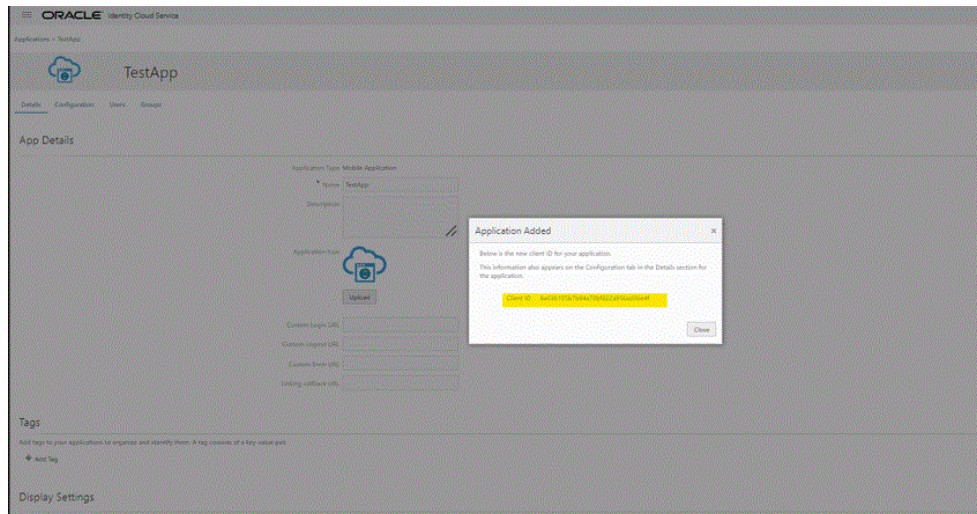 ORACLE Identity Cloud Service
Applications > TestApp
TestApp
Details Configuration Users Groups
App Details
Application Type Mobile Application
* Name TestApp
Description
Application Icon
Upload
Custom Login URL
Custom Logout URL
Custom Error URL
Linking callback URL
Application Added ×
Below is the new client ID for your application.
This information also appears on the Configuration tab in the Details section for
the application.
Client ID
Close
Tags
Add tags to your applications to organize and identify them. A tag consists of a key-value pair.
+ Add Tag
Display Settings